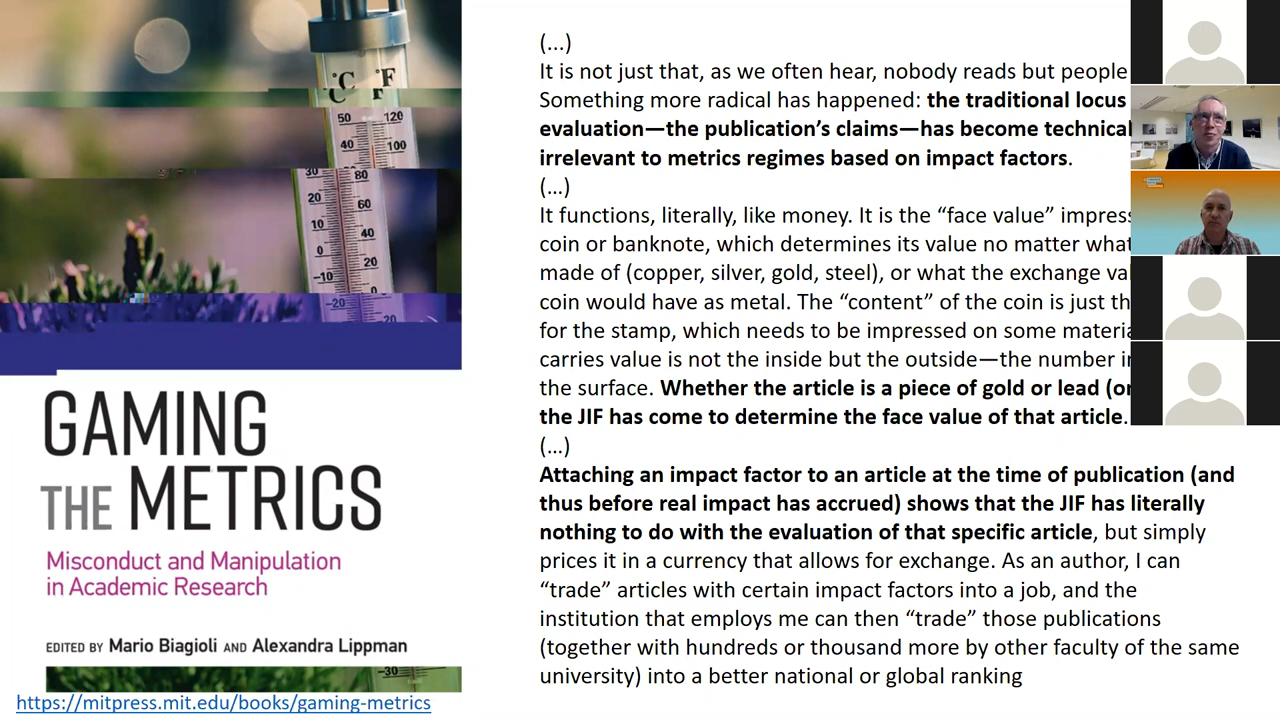 °C °F
C F
50 120
40 100
30 80
20 60
10 40
0 20
-10 0
-20
20
GAMING
THE METRICS
Misconduct and Manipulation
in Academic Research
EDITED BY Mario Biagioli AND Alexandra Lippman
-30
https://mitpress.mit.edu/books/gaming-metrics
(...)
It is not just that, as we often hear, nobody reads but people
Something more radical has happened: the traditional locus
evaluation—the publication's claims—has become technical
irrelevant to metrics regimes based on impact factors.
(...)
It functions, literally, like money. It is the “face value” impres
coin or banknote, which determines its value no matter what
made of (copper, silver, gold, steel), or what the exchange va
coin would have as metal. The “content” of the coin is just th
for the stamp, which needs to be impressed on some materia
carries value is not the inside but the outside—the number i
the surface. Whether the article is a piece of gold or lead (or
the JIF has come to determine the face value of that article.
(...)
Attaching an impact factor to an article at the time of publication (and
thus before real impact has accrued) shows that the JIF has literally
nothing to do with the evaluation of that specific article, but simply
prices it in a currency that allows for exchange. As an author, I can
“trade” articles with certain impact factors into a job, and the
institution that employs me can then “trade” those publications
(together with hundreds or thousand more by other faculty of the same
university) into a better national or global ranking